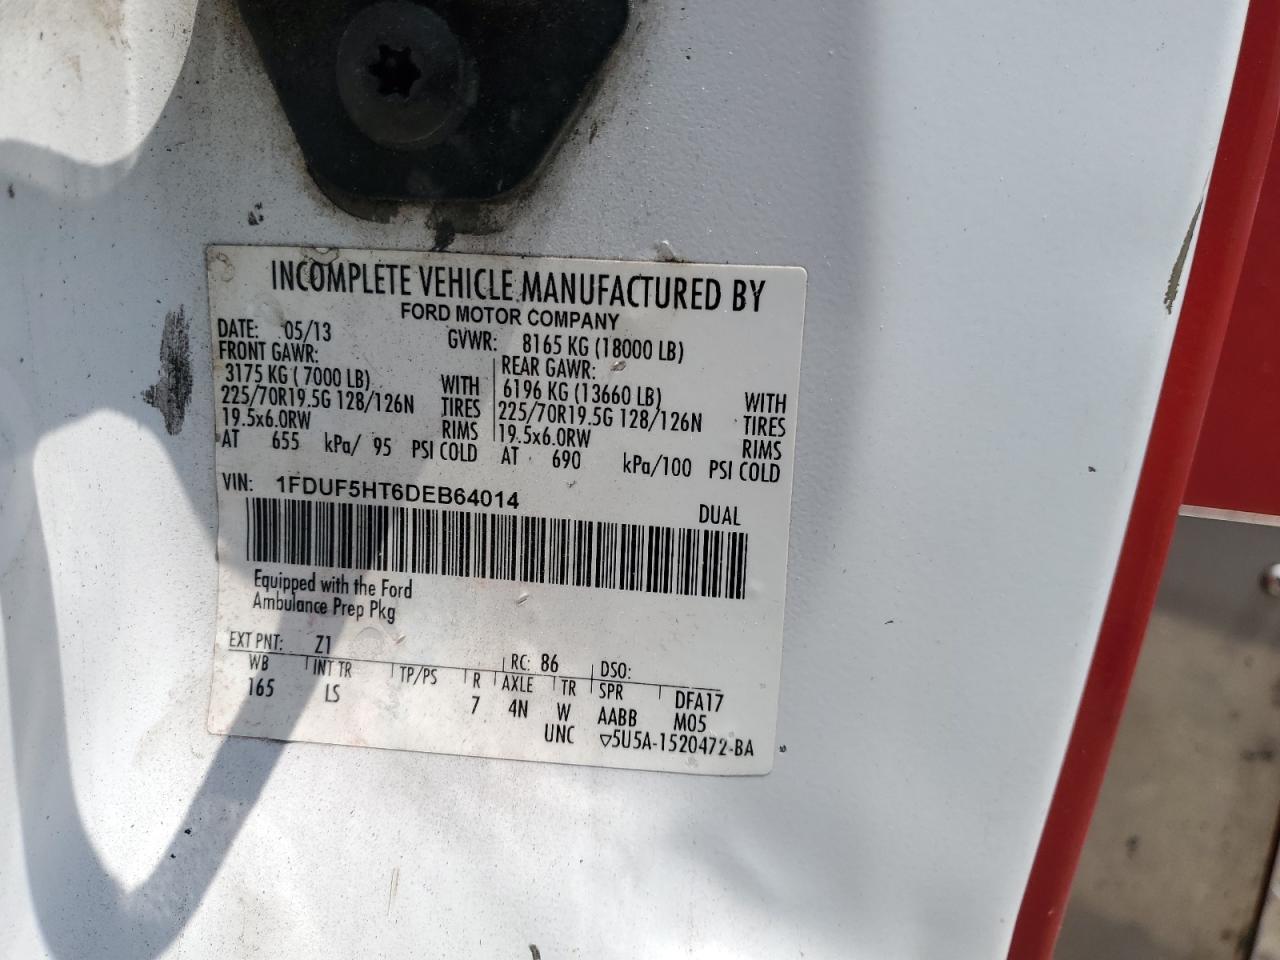 INCOMPLETE VEHICLE MANUFACTURED BY
FORD MOTOR COMPANY
DATE: 05/13 GVWR: 8165 KG (18000 LB)
FRONT GAWR: REAR GAWR:
3175 KG (7000 LB) WITH 6196 KG (13660 LB) WITH
225/70R19.5G 128/126N TIRES 225/70R19.5G 128/126N TIRES
19.5x6.0RW RIMS 19.5x6.0RW RIMS
AT 655 kPa/ 95 PSI COLD AT 690 kPa/100 PSI COLD
VIN: 1FDUF5HT6DEB64014
DUAL
Equipped with the Ford
Ambulance Prep Pkg
EXT PNT: Z1 RC: 86 DSO:
WB INT TR TP/PS R AXLE TR SPR DFA17
165 LS 7 4N W AABB M05
UNC ▽5U5A-1520472-BA